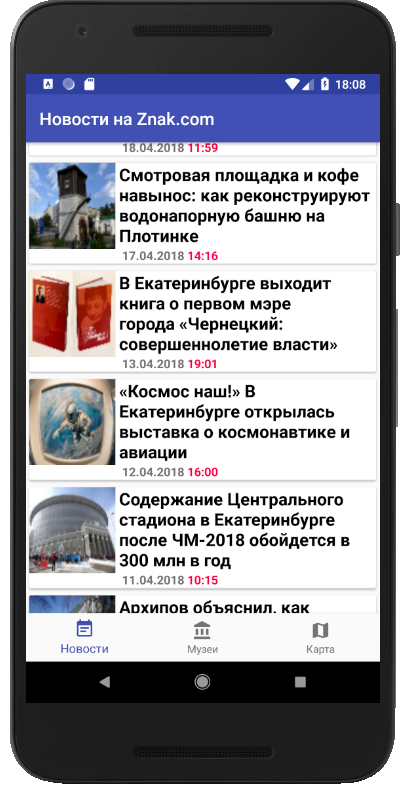 18:08
Новости на Znak.com
18.04.2018 11:59
Смотровая площадка и кофе
навынос: как реконструируют
водонапорную башню на
Плотинке
17.04.2018 14:16
В Екатеринбурге выходит
книга о первом мэре
города «Чернецкий:
совершеннолетие власти»
13.04.2018 19:01
«Космос наш!» В
Екатеринбурге открылась
выставка о космонавтике и
авиации
12.04.2018 16:00
Содержание Центрального
стадиона в Екатеринбурге
после ЧМ-2018 обойдется в
300 млн в год
11.04.2018 10:15
Архипов объяснил, как
Новости
Музеи
Карта